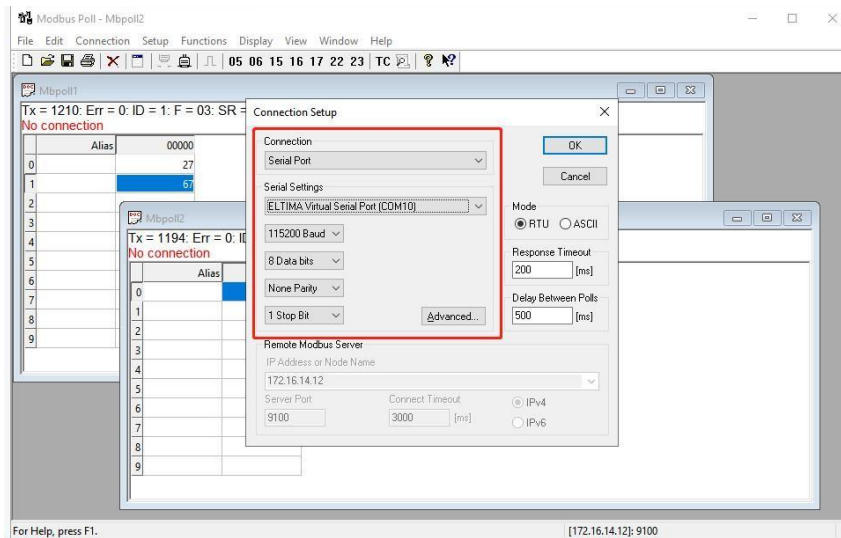 Modbus Poll - Mbpoll2
File Edit Connection Setup Functions Display View Window Help
05 06 15 16 17 22 23 TC
Mbpoll1
Tx = 1210: Err = 0: ID = 1: F = 03: SR =
No connection
Alias 00000
0 27
1 67
2
3
4
5
6
7
8
9
Mbpoll2
Tx = 1194: Err = 0: ID
No connection
Alias
0
1
2
3
4
5
6
7
8
9
Connection Setup
Connection
Serial Port
OK
Cancel
Serial Settings
ELTIMA Virtual Serial Port (COM10)
115200 Baud
8 Data bits
None Parity
1 Stop Bit
Advanced...
Mode
RTU ASCII
Response Timeout
200 [ms]
Delay Between Polls
500 [ms]
Remote Modbus Server
IP Address or Node Name
172.16.14.12
Server Port Connect Timeout
9100 3000 [ms]
IPv4
IPv6
For Help, press F1.
[172.16.14.12]: 9100